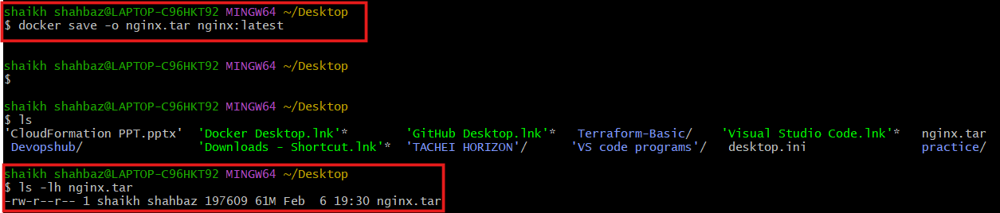 shaikh shahbaz@LAPTOP-C96HKT92 MINGW64 ~/Desktop
$ docker save -o nginx.tar nginx:latest
shaikh shahbaz@LAPTOP-C96HKT92 MINGW64 ~/Desktop
$
shaikh shahbaz@LAPTOP-C96HKT92 MINGW64 ~/Desktop
$ ls
'CloudFormation PPT.pptx' 'Docker Desktop.lnk'* 'GitHub Desktop.lnk'* Terraform-Basic/ 'Visual Studio Code.lnk'* nginx.tar
Devopshub/ 'Downloads - Shortcut.lnk'* 'TACHEI HORIZON'/ 'VS code programs'/ desktop.ini practice/
shaikh shahbaz@LAPTOP-C96HKT92 MINGW64 ~/Desktop
$ ls -lh nginx.tar
-rw-r--r-- 1 shaikh shahbaz 197609 61M Feb 6 19:30 nginx.tar